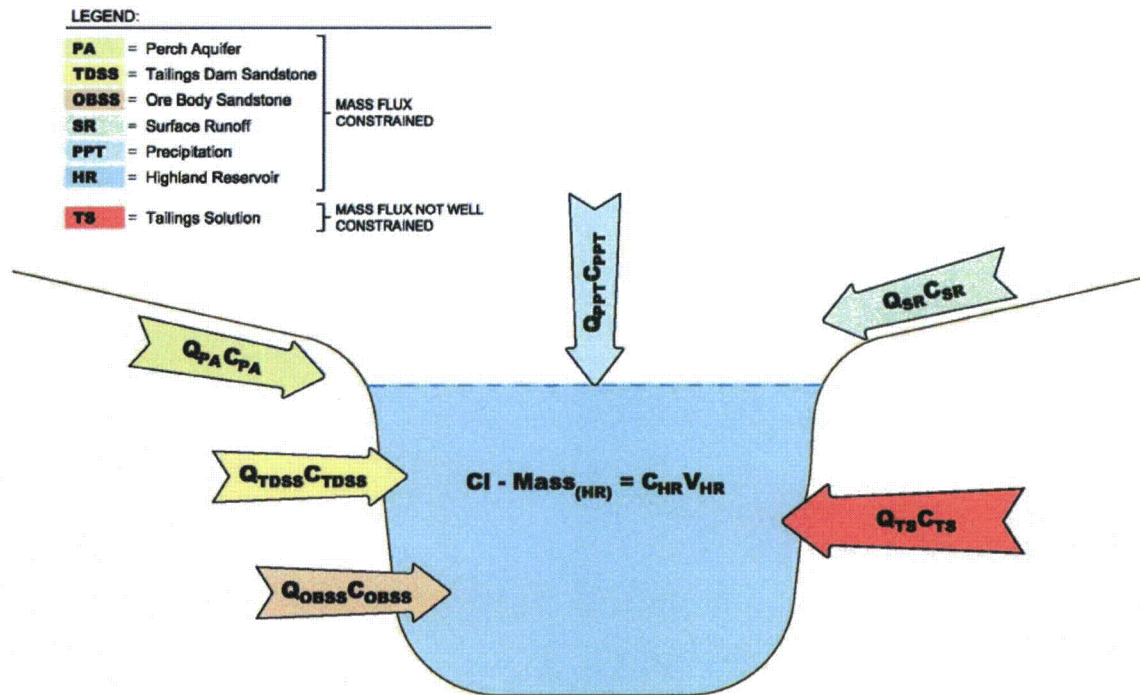 LEGEND:
PA = Perch Aquifer
TDSS = Tailings Dam Sandstone
OBSS = Ore Body Sandstone
SR = Surface Runoff
PPT = Precipitation
HR = Highland Reservoir
MASS FLUX
CONSTRAINED
TS = Tailings Solution
MASS FLUX NOT WELL
CONSTRAINED
QPPTCPPT
QSRCSR
QPACPA
QTDSSCTDSS
Cl - Mass(HR) = CHRVHR
QTSCTS
QOBSSCOBSS